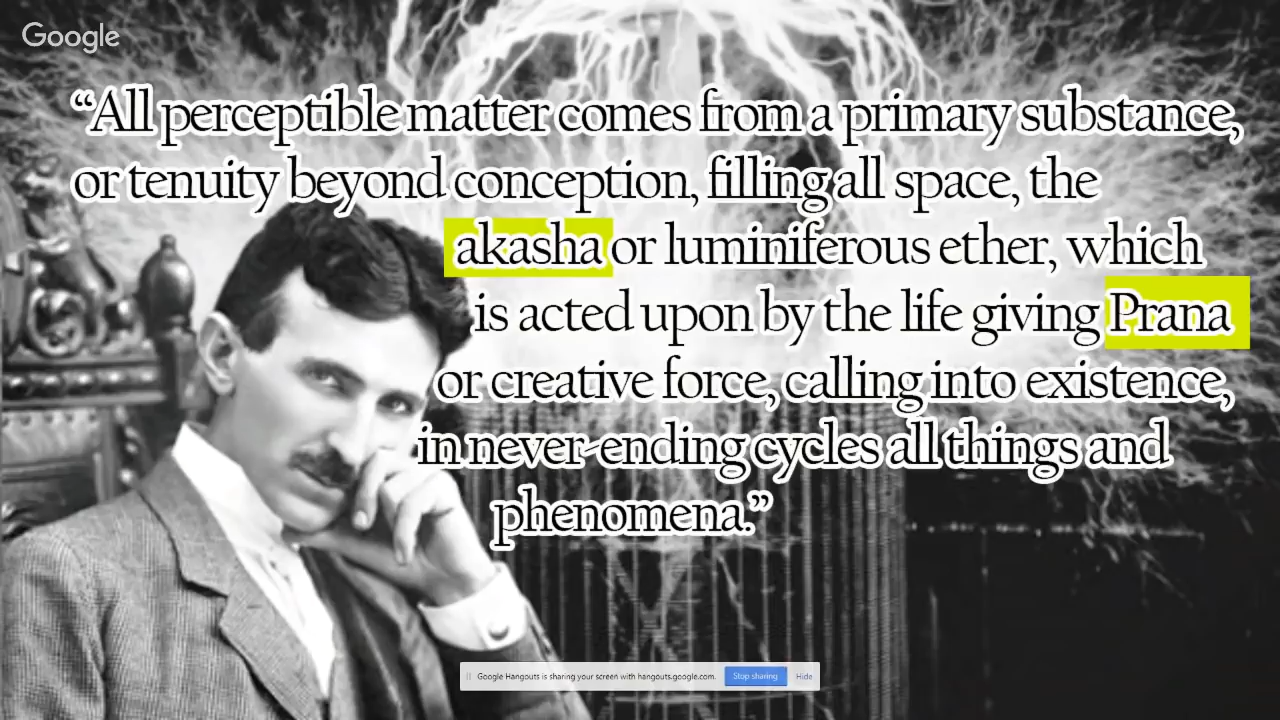 Google
“All perceptible matter comes from a primary substance,
or tenuity beyond conception, filling all space, the
akasha or luminiferous ether, which
is acted upon by the life giving Prana
or creative force, calling into existence,
in never-ending cycles all things and
phenomena.”
Google Hangouts is sharing your screen with hangouts.google.com. Stop sharing Hide